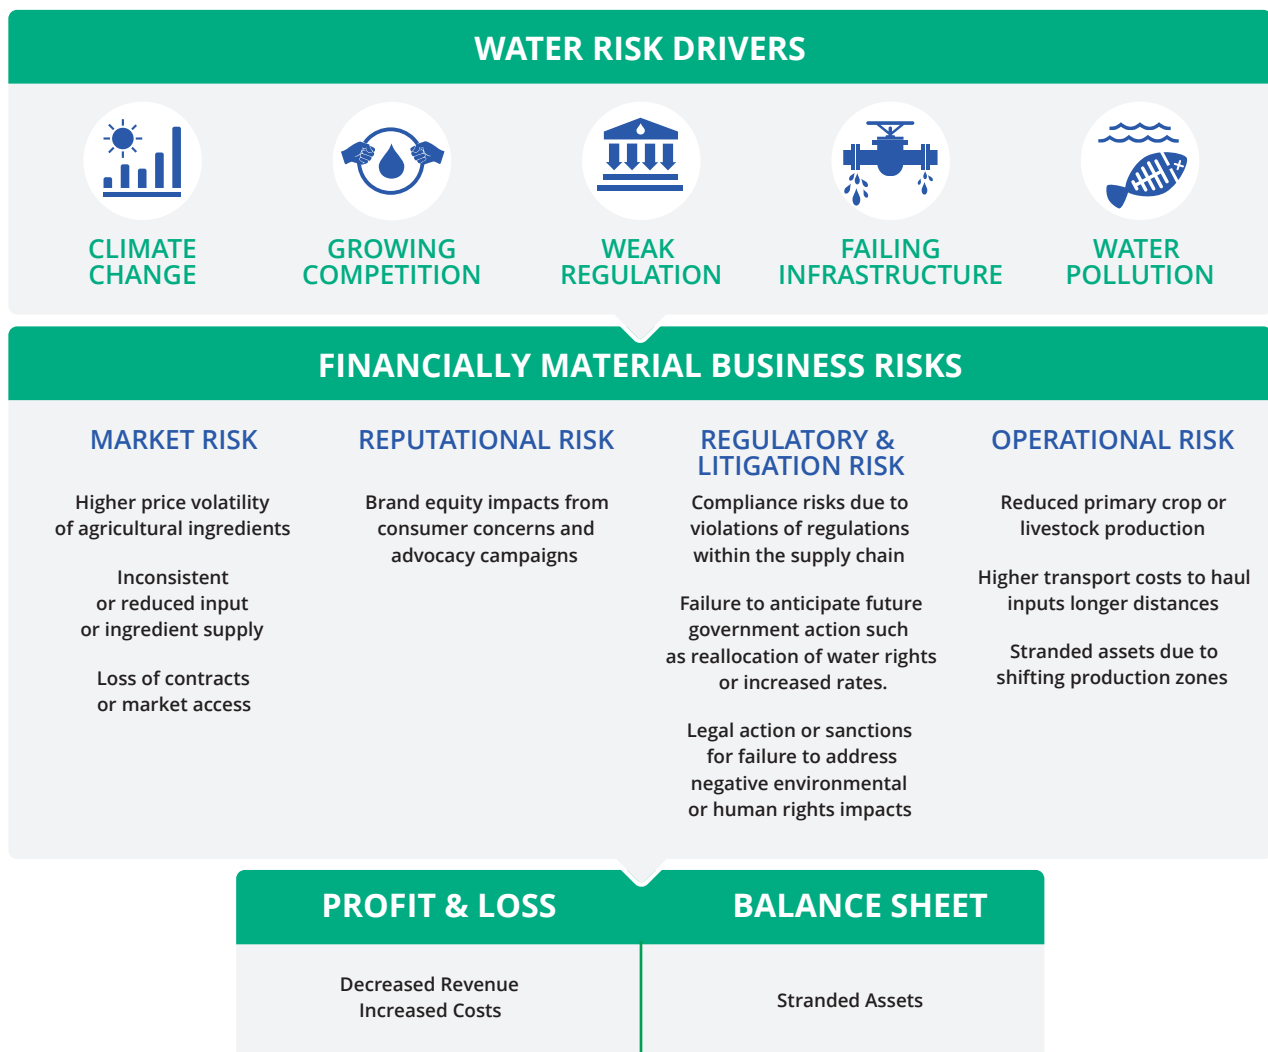 WATER RISK DRIVERS
CLIMATE
CHANGE
GROWING
COMPETITION
WEAK
REGULATION
FAILING
INFRASTRUCTURE
WATER
POLLUTION
FINANCIALLY MATERIAL BUSINESS RISKS
MARKET RISK
Higher price volatility
of agricultural ingredients
Inconsistent
or reduced input
or ingredient supply
Loss of contracts
or market access
REPUTATIONAL RISK
Brand equity impacts from
consumer concerns and
advocacy campaigns
REGULATORY &
LITIGATION RISK
Compliance risks due to
violations of regulations
within the supply chain
Failure to anticipate future
government action such
as reallocation of water rights
or increased rates.
Legal action or sanctions
for failure to address
negative environmental
or human rights impacts
OPERATIONAL RISK
Reduced primary crop or
livestock production
Higher transport costs to haul
inputs longer distances
Stranded assets due to
shifting production zones
PROFIT & LOSS
Decreased Revenue
Increased Costs
BALANCE SHEET
Stranded Assets